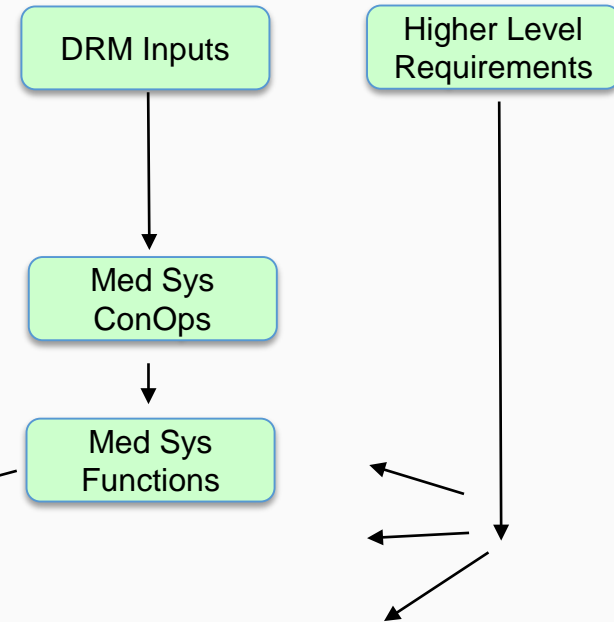 DRM Inputs
Higher Level
Requirements
Med Sys
ConOps
Med Sys
Functions